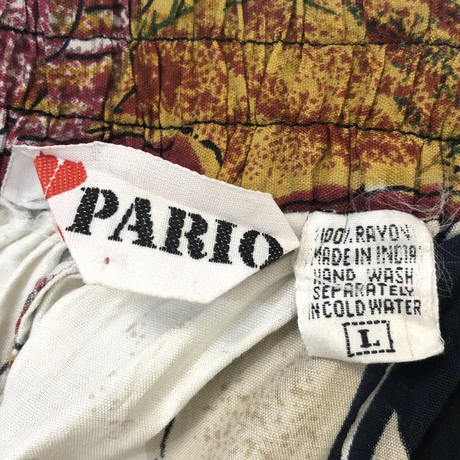 PARIO
100% RAYON
MADE IN INDIA
HAND WASH
SEPARATELY
IN COLD WATER
L